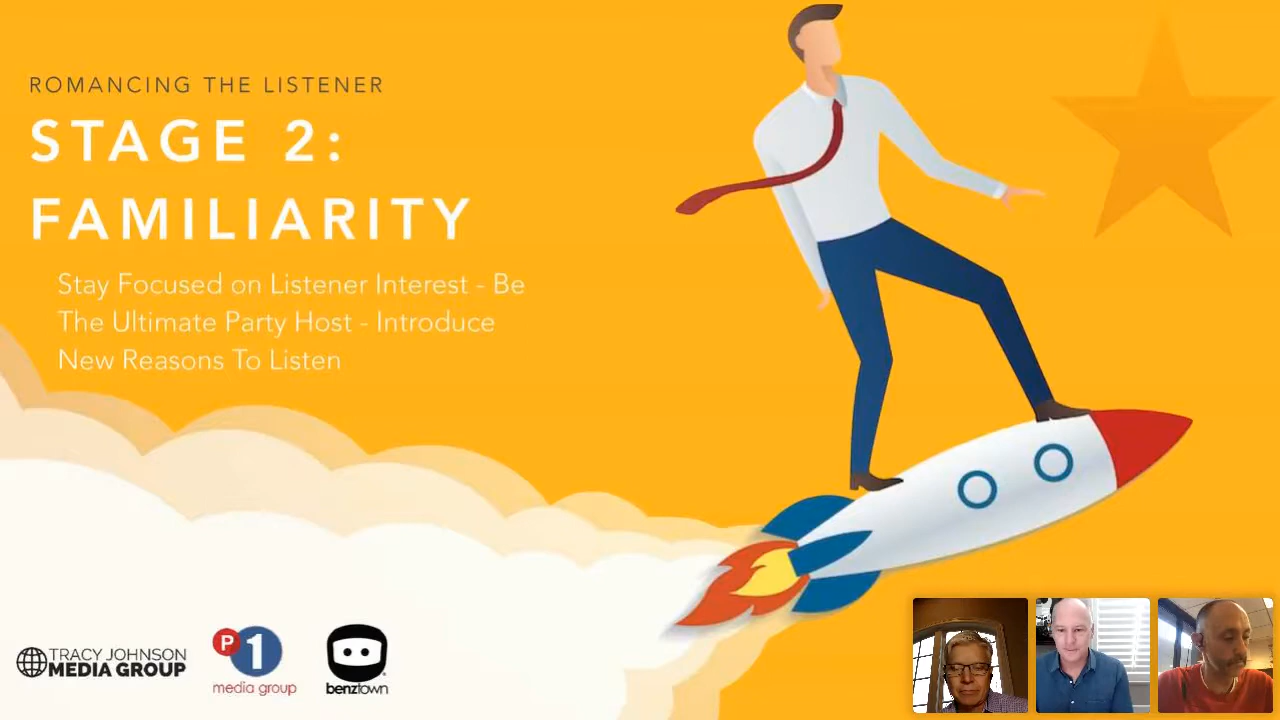 ROMANCING THE LISTENER
STAGE 2:
FAMILIARITY
Stay Focused on Listener Interest - Be
The Ultimate Party Host - Introduce
New Reasons To Listen
TRACY JOHNSON
MEDIA GROUP
P1
media group
benztown